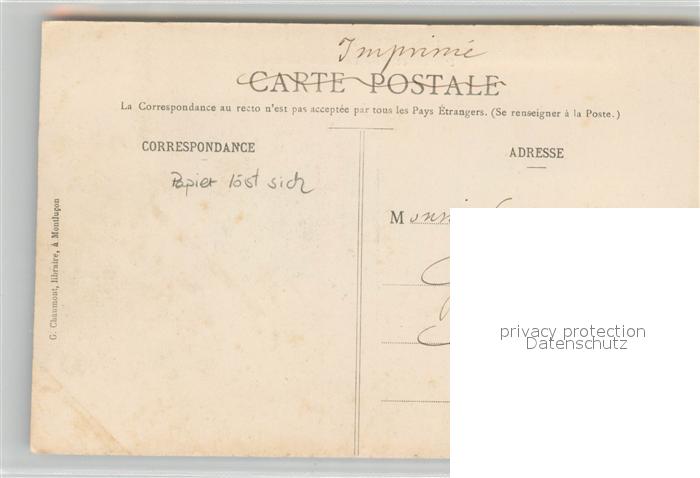 Imprimé
CARTE POSTALE
La Correspondance au recto n'est pas acceptée par tous les Pays Étrangers. (Se renseigner à la Poste.)
CORRESPONDANCE
ADRESSE
Papier löst sich
M
G. Chaumont, libraire, à Montluçon
privacy protection
Datenschutz